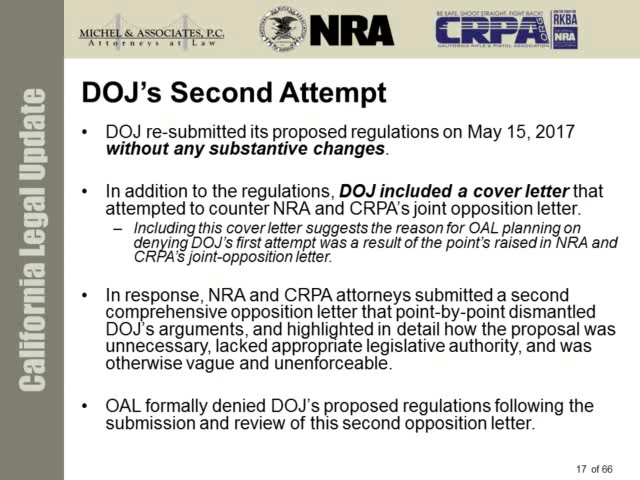 MICHEL & ASSOCIATES, P.C.
Attorneys at Law
NRA
BE SAFE, SHOOT STRAIGHT, FIGHT BACK!
CRPA.ORG
CALIFORNIA RIFLE & PISTOL ASSOCIATION
RKBA
NRA
California Legal Update
DOJ's Second Attempt
• DOJ re-submitted its proposed regulations on May 15, 2017
without any substantive changes.
• In addition to the regulations, DOJ included a cover letter that
attempted to counter NRA and CRPA's joint opposition letter.
– Including this cover letter suggests the reason for OAL planning on
denying DOJ's first attempt was a result of the point's raised in NRA and
CRPA's joint-opposition letter.
• In response, NRA and CRPA attorneys submitted a second
comprehensive opposition letter that point-by-point dismantled
DOJ's arguments, and highlighted in detail how the proposal was
unnecessary, lacked appropriate legislative authority, and was
otherwise vague and unenforceable.
• OAL formally denied DOJ's proposed regulations following the
submission and review of this second opposition letter.
17 of 66